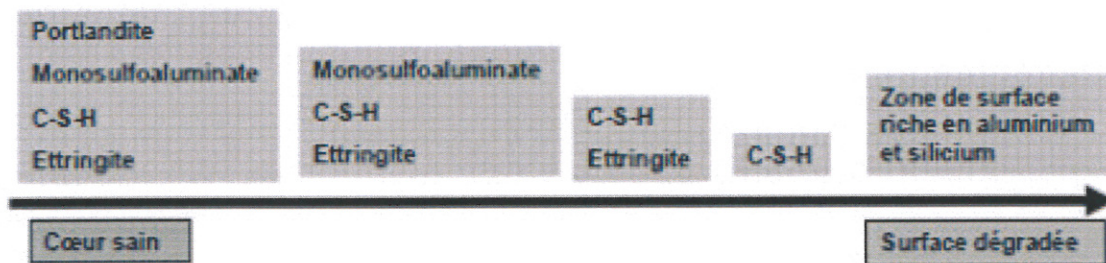 Portlandite
Monosulfoaluminate
C-S-H
Ettringite
Monosulfoaluminate
C-S-H
Ettringite
C-S-H
Ettringite
C-S-H
Zone de surface
riche en aluminium
et silicium
Cœur sain
Surface dégradée